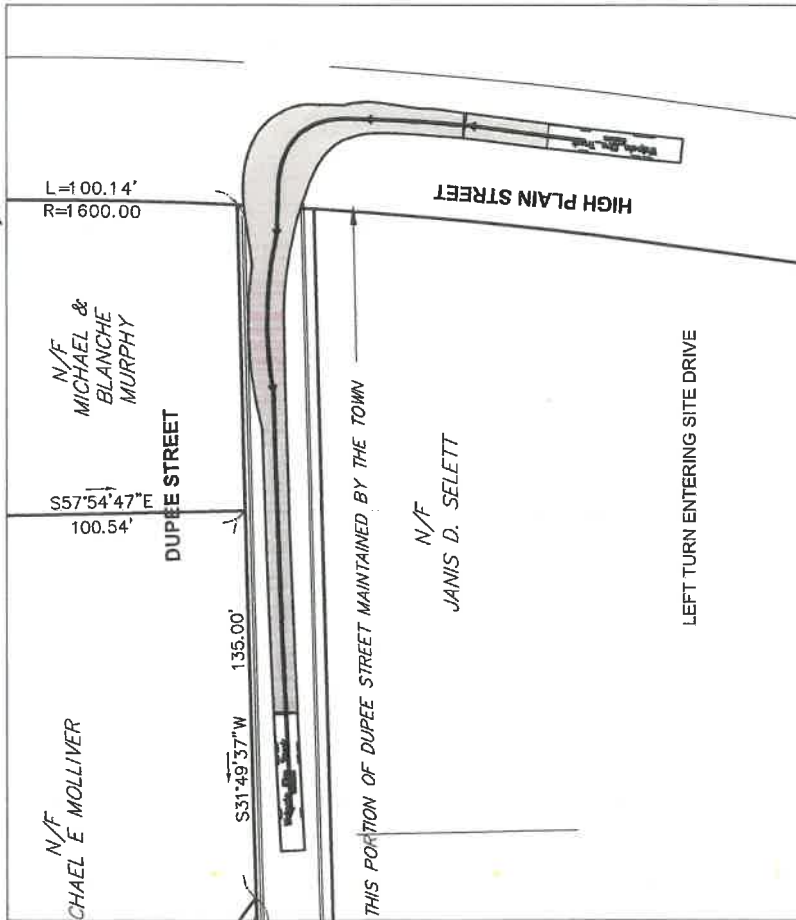 L=100.14'
R=1600.00
N/F
MICHAEL &
BLANCHE
MURPHY
HIGH PLAIN STREET
S57°54'47"E
100.54'
DUPEE STREET
N/F
CHAEL E MOLLIVER
S31°49'37"W
135.00'
THIS PORTION OF DUPEE STREET MAINTAINED BY THE TOWN
N/F
JANIS D. SELETT
LEFT TURN ENTERING SITE DRIVE